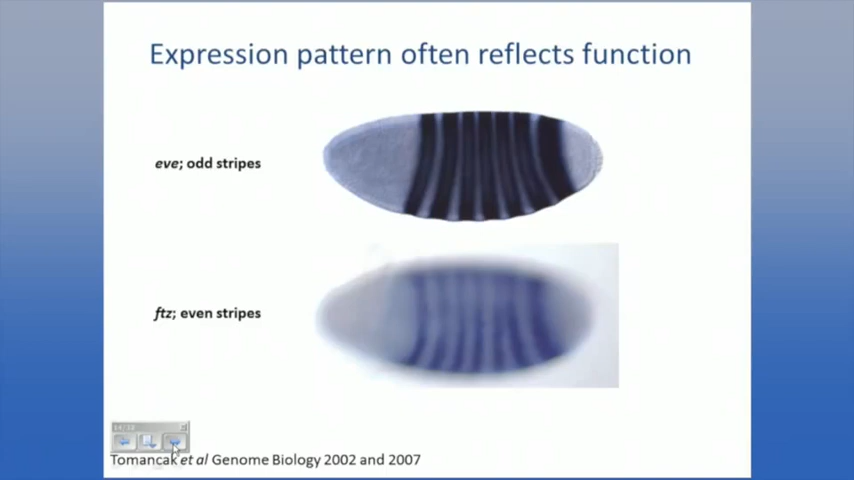 Expression pattern often reflects function
eve; odd stripes
ftz; even stripes
Tomancak et al Genome Biology 2002 and 2007